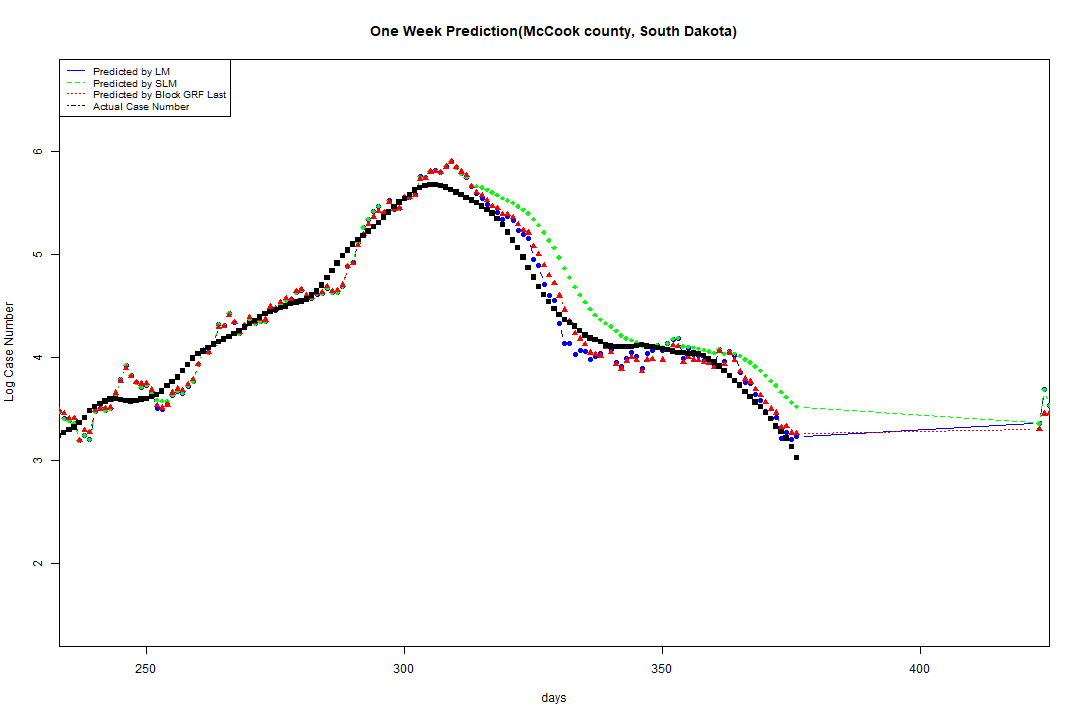 One Week Prediction(McCook county, South Dakota)
Predicted by LM
Predicted by SLM
Predicted by Block GRF Last
Actual Case Number
6
5
4
3
2
Log Case Number
250 300 350 400
days